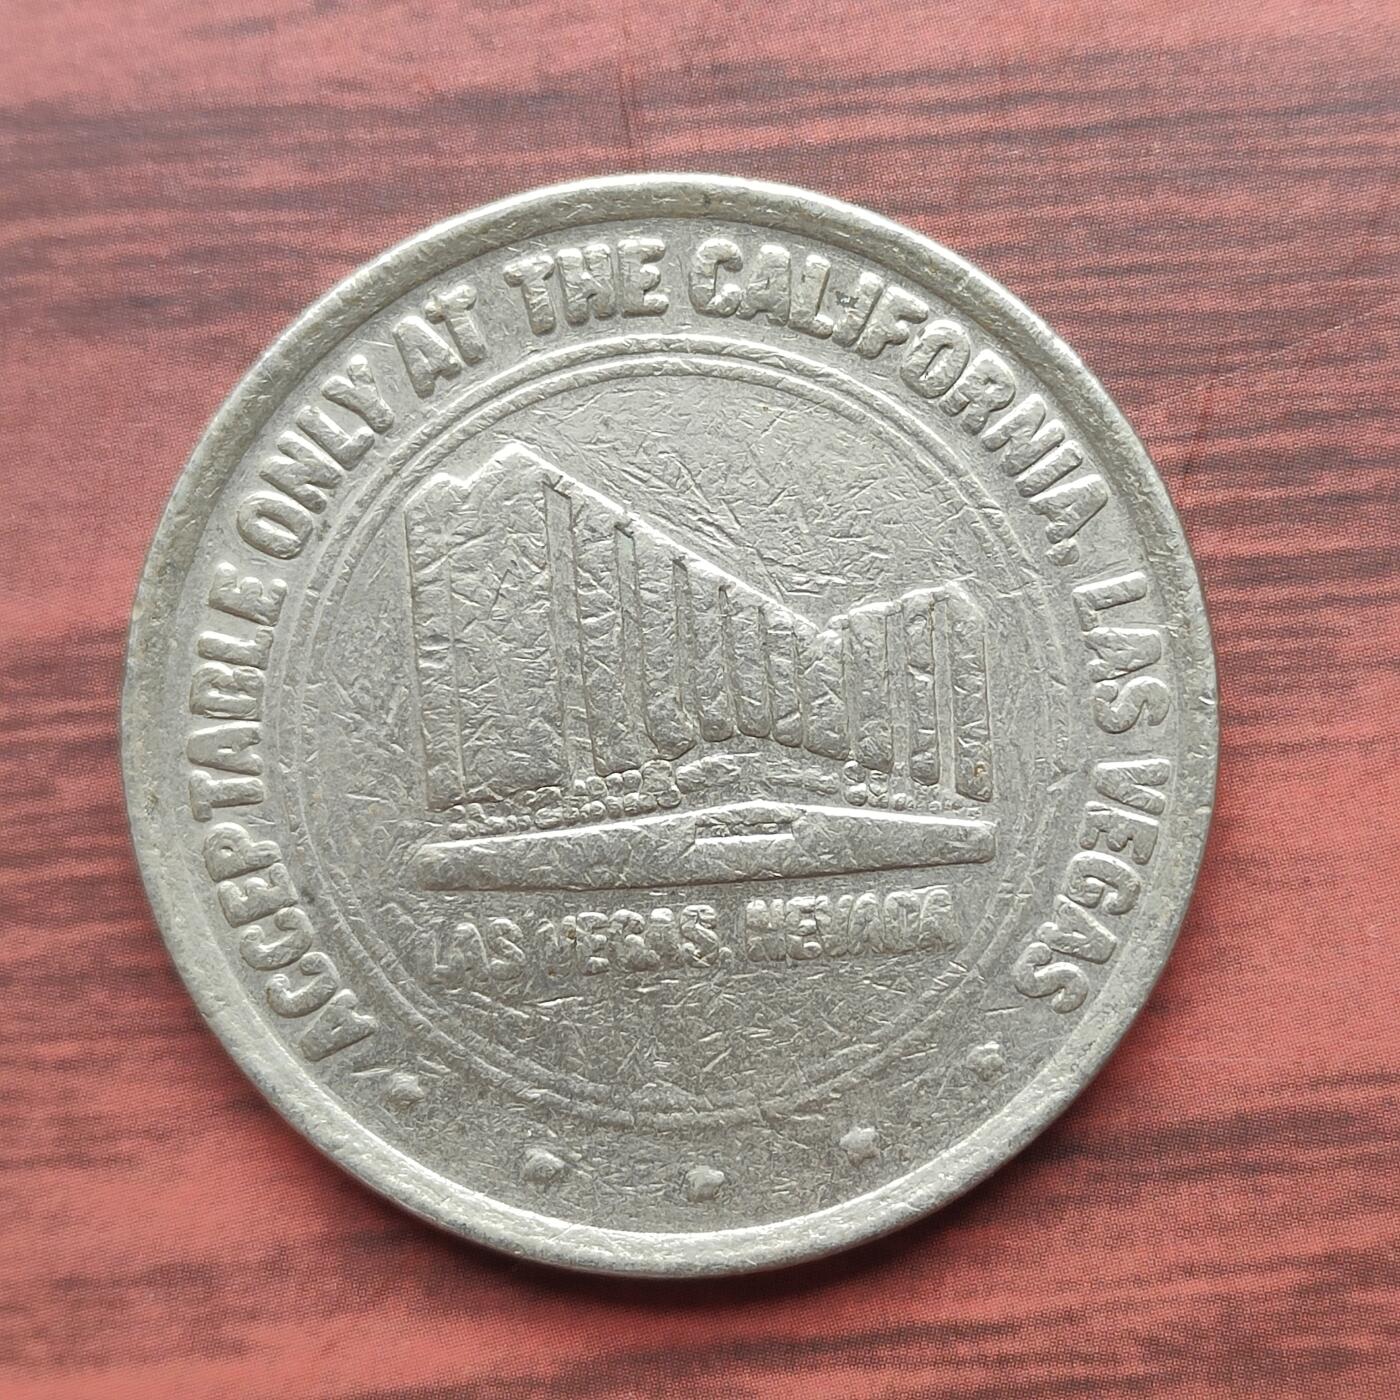 ACCEPTABLE ONLY AT THE CALIFORNIA, LAS VEGAS
LAS VEGAS, NEVADA